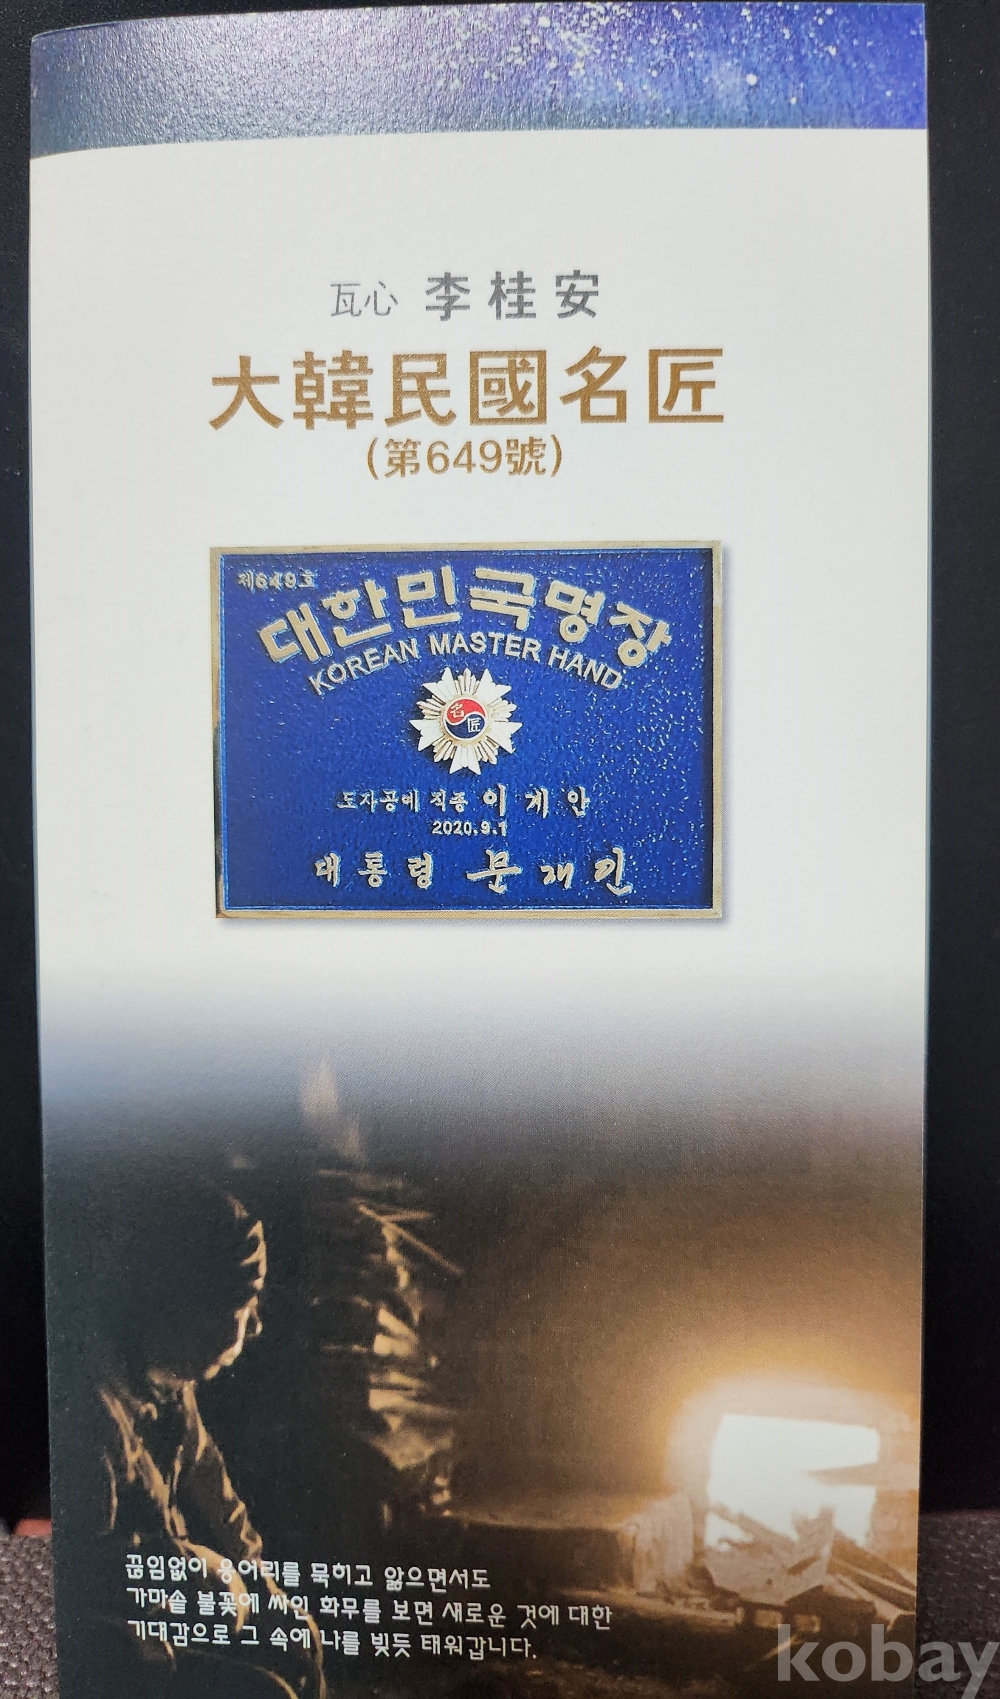 瓦心 李桂安
大韓民國名匠
(第649號)
제649호
대한민국명장
KOREAN MASTER HAND
名匠
도자공예 직종 이계안
2020.9.1
대통령 문재인
끊임없이 응어리를 묵히고 앓으면서도
가마솥 불꽃에 싸인 화무를 보면 새로운 것에 대한
기대감으로 그 속에 나를 빚듯 태워갑니다.
kobay